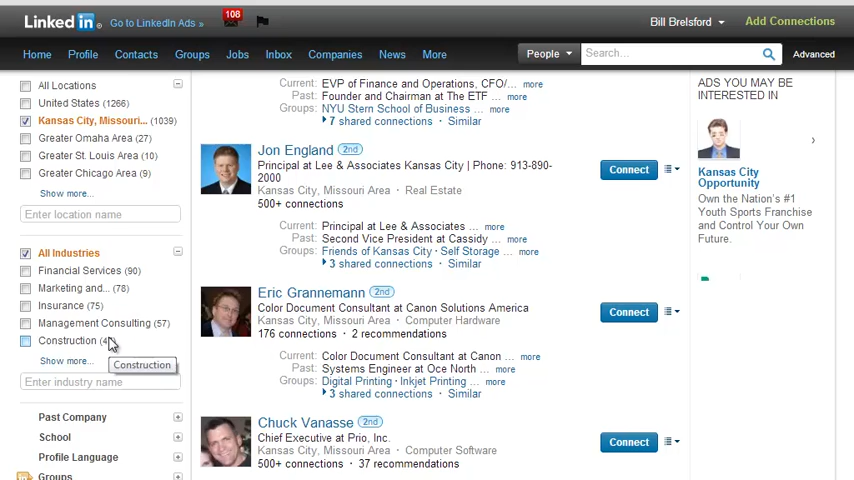 Linked in® Go to LinkedIn Ads » 108 Bill Brelsford Add Connections
Home Profile Contacts Groups Jobs Inbox Companies News More People Search... Advanced
All Locations
United States (1266)
Kansas City, Missouri... (1039)
Greater Omaha Area (27)
Greater St. Louis Area (10)
Greater Chicago Area (9)
Show more...
Enter location name
All Industries
Financial Services (90)
Marketing and... (78)
Insurance (75)
Management Consulting (57)
Construction
Construction
Show more...
Enter industry name
Past Company
School
Profile Language
Groups
Current: EVP of Finance and Operations, CFO/... more
Past: Founder and Chairman at The ETF ... more
Groups: NYU Stern School of Business ... more
7 shared connections · Similar
Jon England 2nd
Principal at Lee & Associates Kansas City | Phone: 913-890-
2000
Kansas City, Missouri Area · Real Estate
500+ connections
Connect
Current: Principal at Lee & Associates ... more
Past: Second Vice President at Cassidy ... more
Groups: Friends of Kansas City · Self Storage ... more
3 shared connections · Similar
Eric Grannemann 2nd
Color Document Consultant at Canon Solutions America
Kansas City, Missouri Area · Computer Hardware
176 connections · 2 recommendations
Connect
Current: Color Document Consultant at Canon ... more
Past: Systems Engineer at Oce North ... more
Groups: Digital Printing · Inkjet Printing ... more
3 shared connections · Similar
Chuck Vanasse 2nd
Chief Executive at Prio, Inc.
Kansas City, Missouri Area · Computer Software
500+ connections · 37 recommendations
Connect
ADS YOU MAY BE
INTERESTED IN
Kansas City
Opportunity
Own the Nation's #1
Youth Sports Franchise
and Control Your Own
Future.